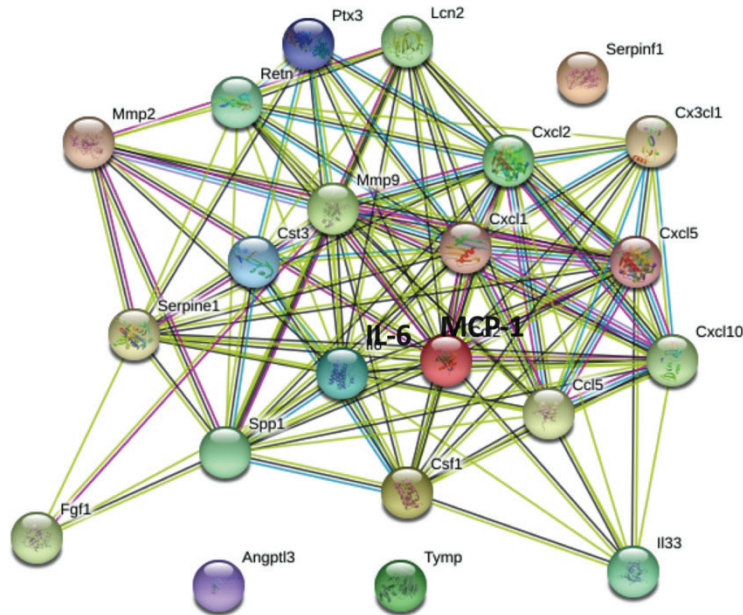 Ptx3
Lcn2
Serpinf1
Retn
Mmp2
Cx3cl1
Cxcl2
Mmp9
Cxcl1
Cst3
Cxcl5
Serpine1
IL-6
MCP-1
Cxcl10
Ccl5
Spp1
Csf1
Fgf1
Angptl3
Tymp
Il33